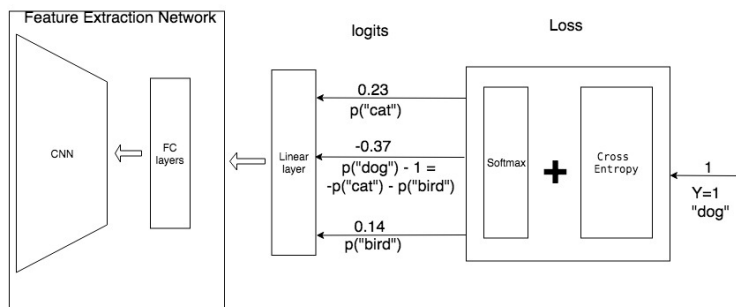 Feature Extraction Network
logits
Loss
CNN
FC
layers
Linear
layer
0.23
p("cat")
-0.37
p("dog") - 1 =
-p("cat") - p("bird")
0.14
p("bird")
Softmax
+
Cross
Entropy
1
Y=1
"dog"